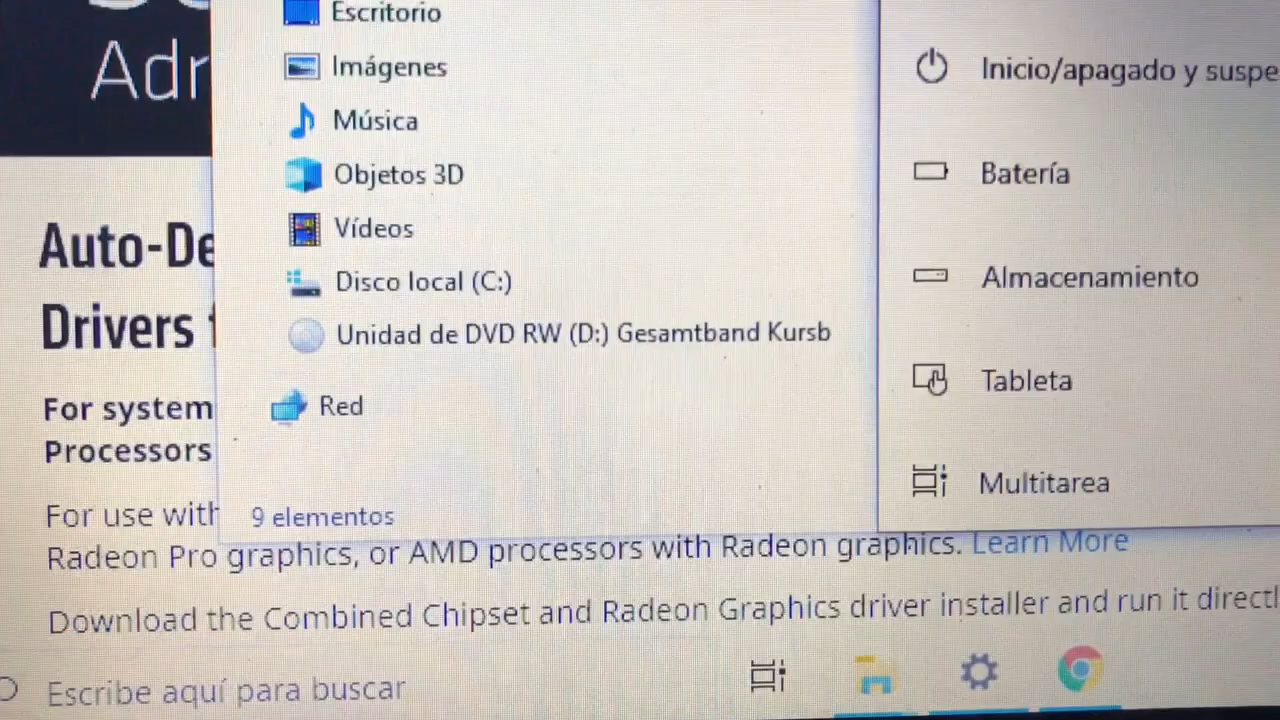 Adr
Auto-De
Drivers
For system
Processors
For use with
Radeon Pro graphics, or AMD processors with Radeon graphics. Learn More
Download the Combined Chipset and Radeon Graphics driver installer and run it directl
Escritorio
Imágenes
Música
Objetos 3D
Vídeos
Disco local (C:)
Unidad de DVD RW (D:) Gesamtband Kursb
Red
9 elementos
Inicio/apagado y suspe
Batería
Almacenamiento
Tableta
Multitarea
Escribe aquí para buscar